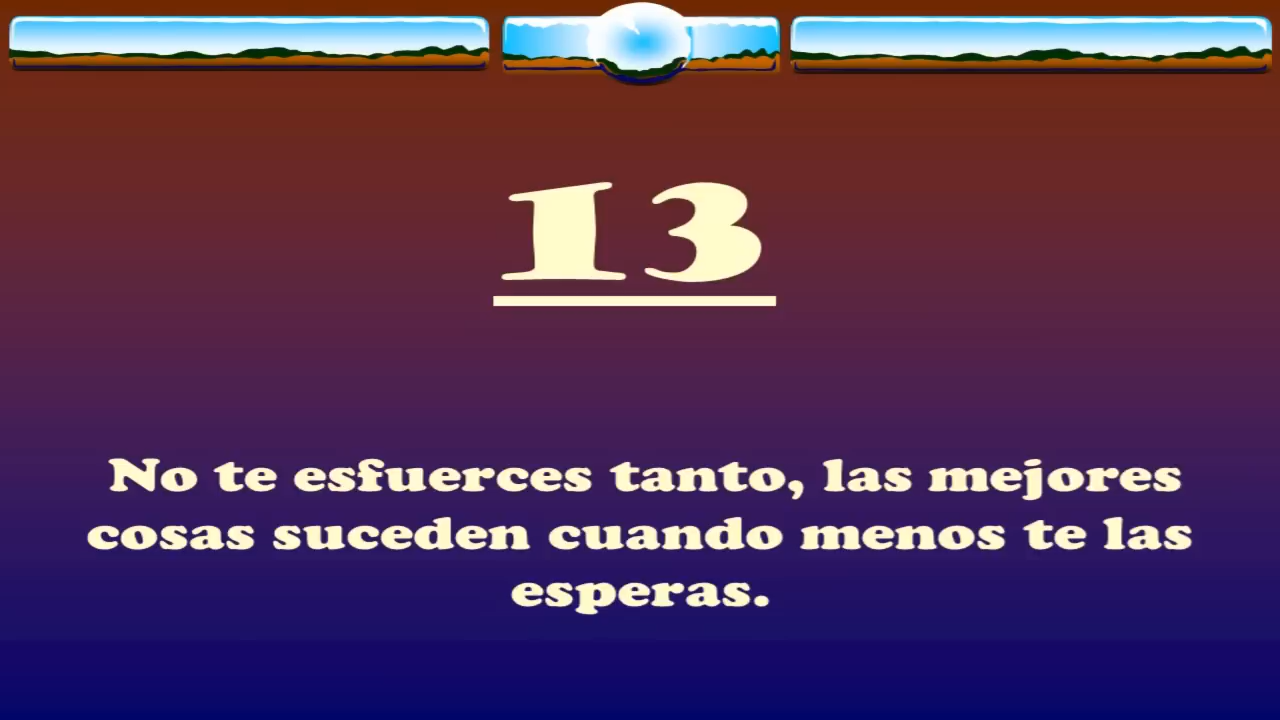 13
No te esfuerces tanto, las mejores
cosas suceden cuando menos te las
esperas.